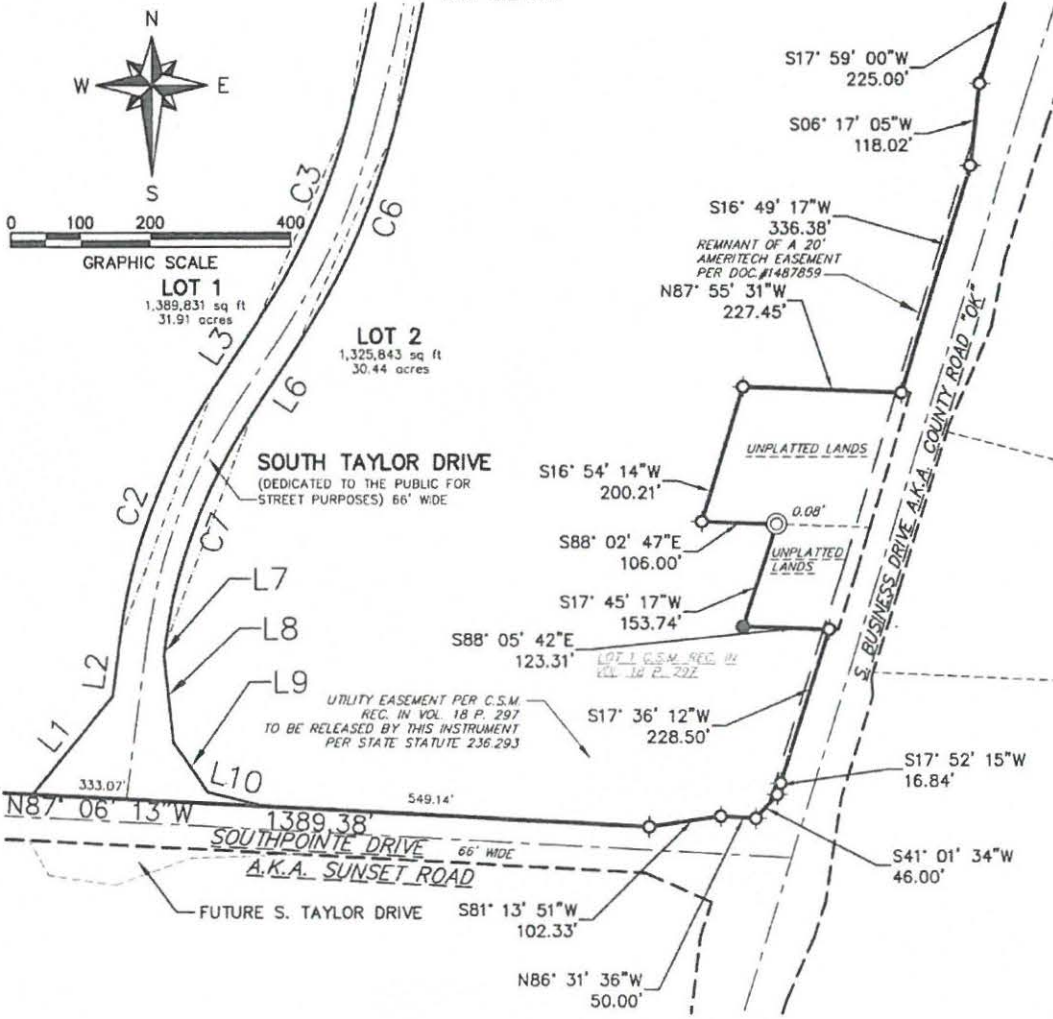 N
W
E
S
0 100 200 400
GRAPHIC SCALE
LOT 1
1,389,831 sq ft
31.91 acres
C3
C6
L3
LOT 2
1,325,843 sq ft
30.44 acres
L6
C2
SOUTH TAYLOR DRIVE
(DEDICATED TO THE PUBLIC FOR
STREET PURPOSES) 66' WIDE
C7
L7
L8
L2
L9
L1
L10
UTILITY EASEMENT PER C.S.M.
REC. IN VOL. 18 P. 297
TO BE RELEASED BY THIS INSTRUMENT
PER STATE STATUTE 236.293
333.07'
549.14'
N87° 06' 13"W
1389.38'
SOUTHPOINTE DRIVE 66' WIDE
A.K.A. SUNSET ROAD
FUTURE S. TAYLOR DRIVE
S17° 59' 00"W
225.00'
S06° 17' 05"W
118.02'
S16° 49' 17"W
336.38'
REMNANT OF A 20'
AMERITECH EASEMENT
PER DOC.#1487859
N87° 55' 31"W
227.45'
UNPLATTED LANDS
S16° 54' 14"W
200.21'
0.08'
S88° 02' 47"E
106.00'
UNPLATTED
LANDS
S17° 45' 17"W
153.74'
S88° 05' 42"E
123.31'
LOT 1 C.S.M. REC. IN
VOL. 18 P. 297
S17° 36' 12"W
228.50'
S. BUSINESS DRIVE A.K.A. COUNTY ROAD "OK"
S17° 52' 15"W
16.84'
S41° 01' 34"W
46.00'
S81° 13' 51"W
102.33'
N86° 31' 36"W
50.00'